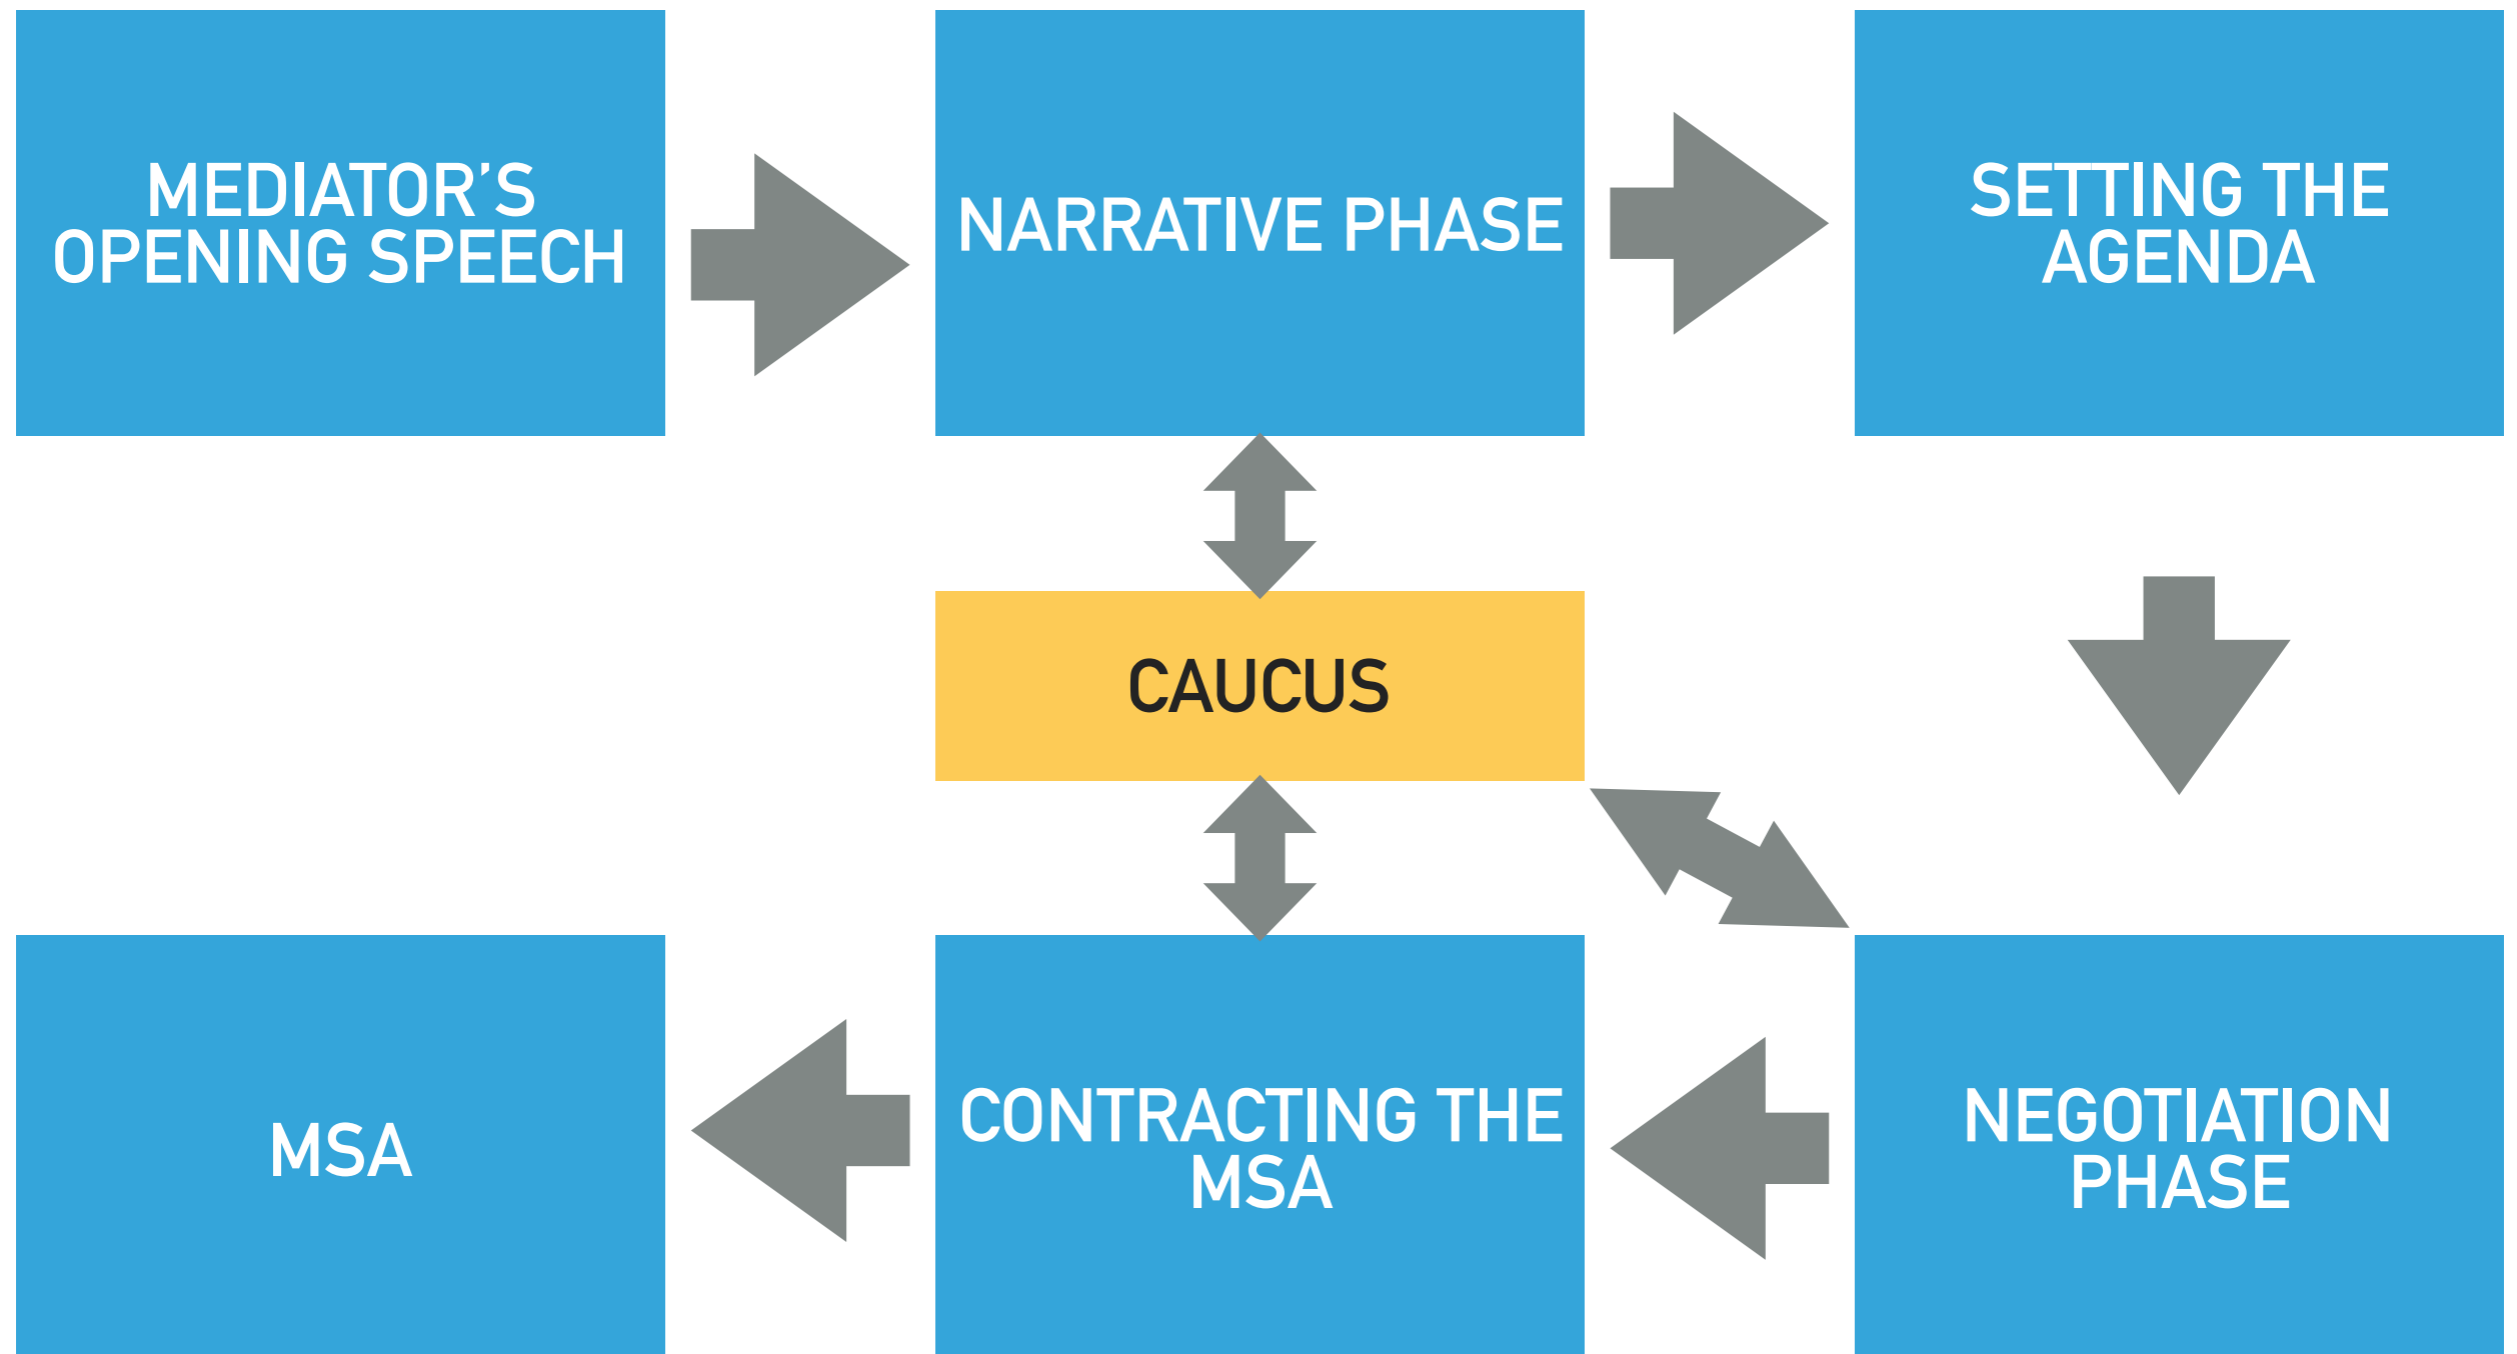 MEDIATOR’S
OPENING SPEECH
NARRATIVE PHASE
SETTING THE
AGENDA
CAUCUS
MSA
CONTRACTING THE
MSA
NEGOTIATION
PHASE